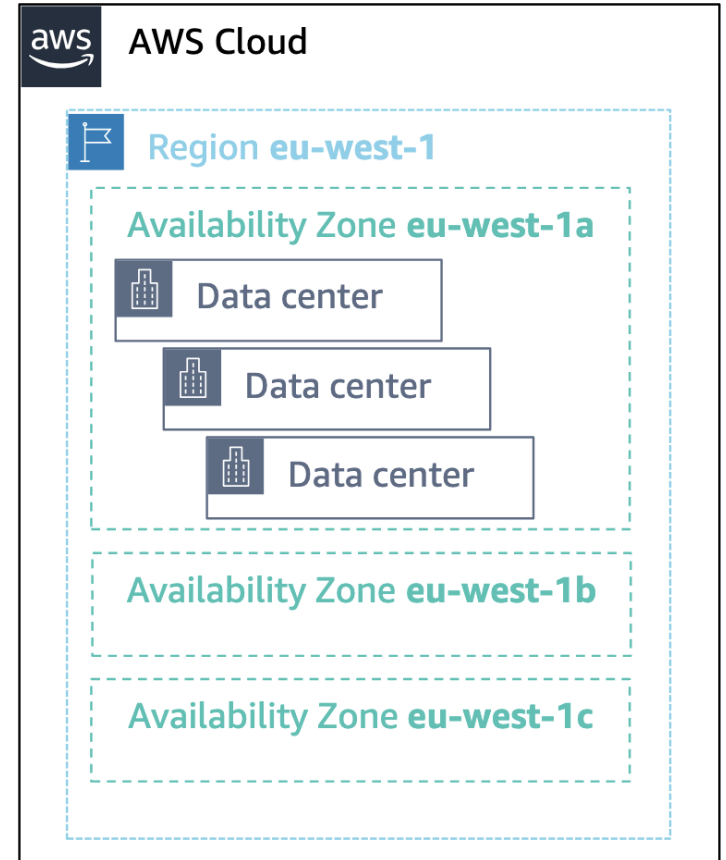 aws
AWS Cloud
Region eu-west-1
Availability Zone eu-west-1a
Data center
Data center
Data center
Availability Zone eu-west-1b
Availability Zone eu-west-1c